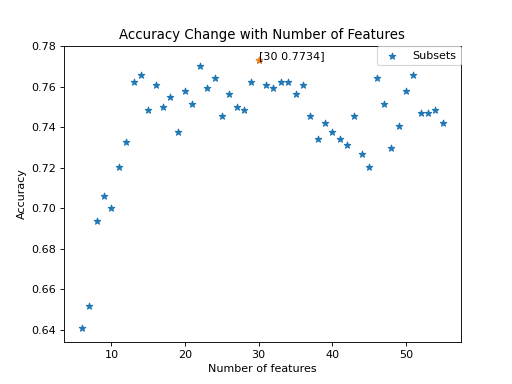 Accuracy Change with Number of Features
[30 0.7734]
Subsets
0.78
0.76
0.74
0.72
0.70
0.68
0.66
0.64
Accuracy
10 20 30 40 50
Number of features